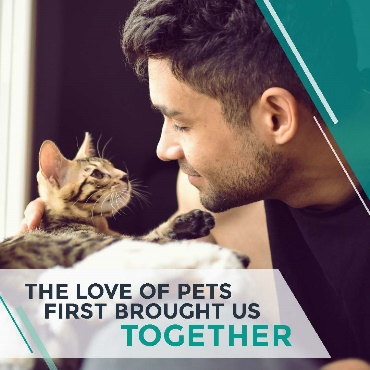 THE LOVE OF PETS
FIRST BROUGHT US
TOGETHER